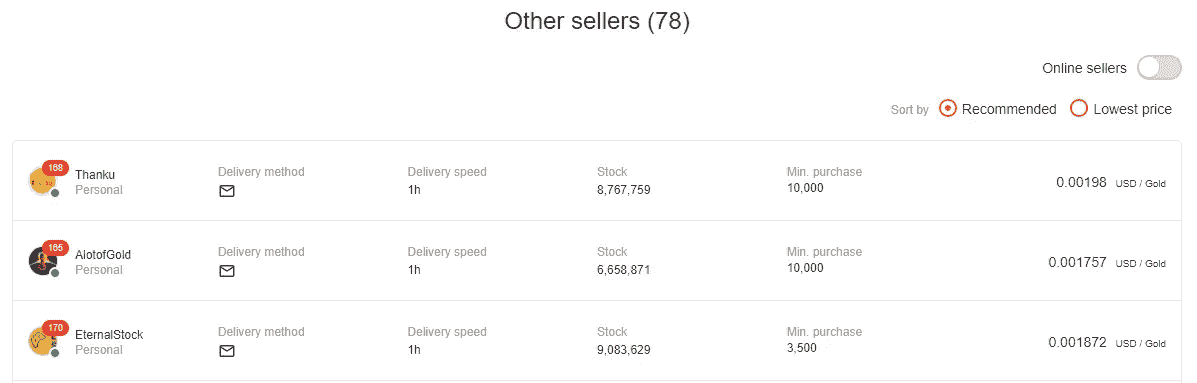 Other sellers (78)
Online sellers
Sort by Recommended Lowest price
168 Thanku Personal Delivery method Delivery speed 1h Stock 8,767,759 Min. purchase 10,000 0.00198 USD / Gold
165 AlotofGold Personal Delivery method Delivery speed 1h Stock 6,658,871 Min. purchase 10,000 0.001757 USD / Gold
170 EternalStock Personal Delivery method Delivery speed 1h Stock 9,083,629 Min. purchase 3,500 0.001872 USD / Gold